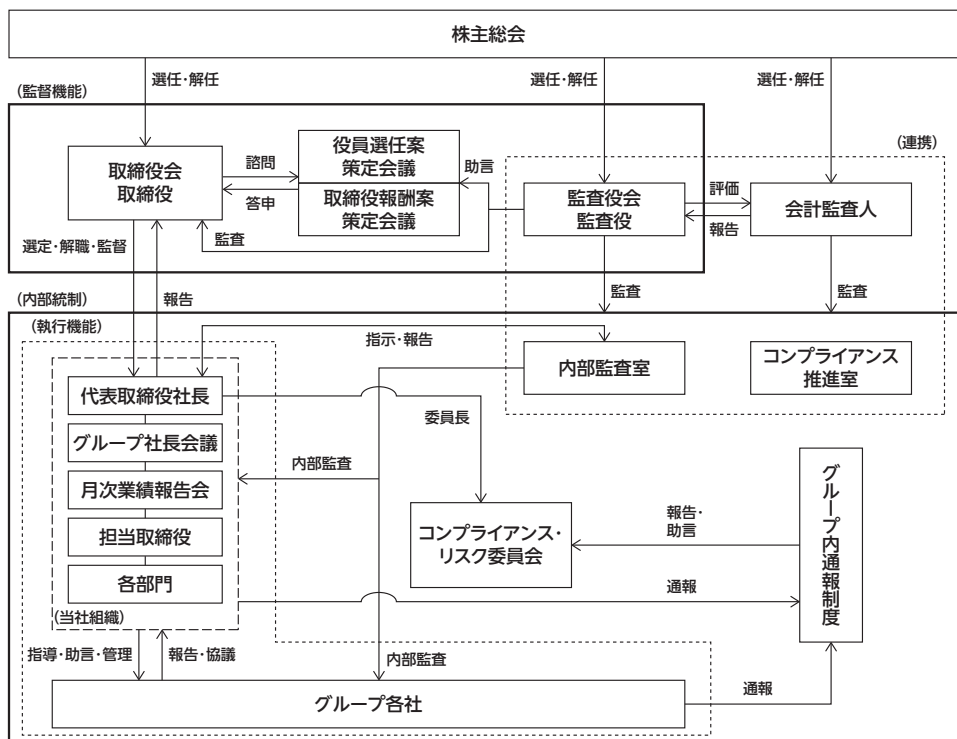 株主総会
選任・解任
選任・解任
選任・解任
(監督機能)
(連携)
取締役会
取締役
諮問
答申
役員選任案
策定会議
取締役報酬案
策定会議
助言
監査役会
監査役
評価
報告
会計監査人
監査
選定・解職・監督
報告
監査
監査
(内部統制)
(執行機能)
指示・報告
内部監査室
コンプライアンス
推進室
代表取締役社長
委員長
グループ社長会議
内部監査
月次業績報告会
担当取締役
各部門
(当社組織)
コンプライアンス・
リスク委員会
報告・
助言
グループ内通報制度
通報
指導・助言・管理
報告・協議
内部監査
グループ各社
通報